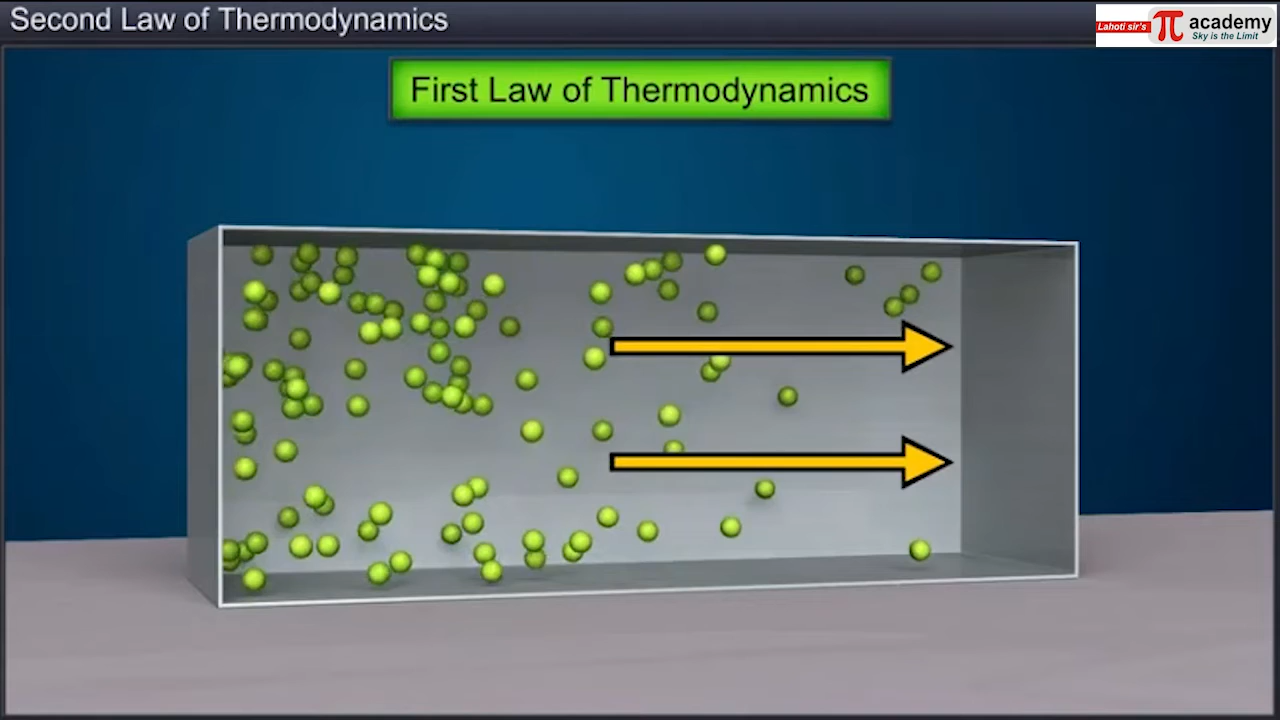 Second Law of Thermodynamics
Lahoti sir's π academy
Sky is the Limit
First Law of Thermodynamics